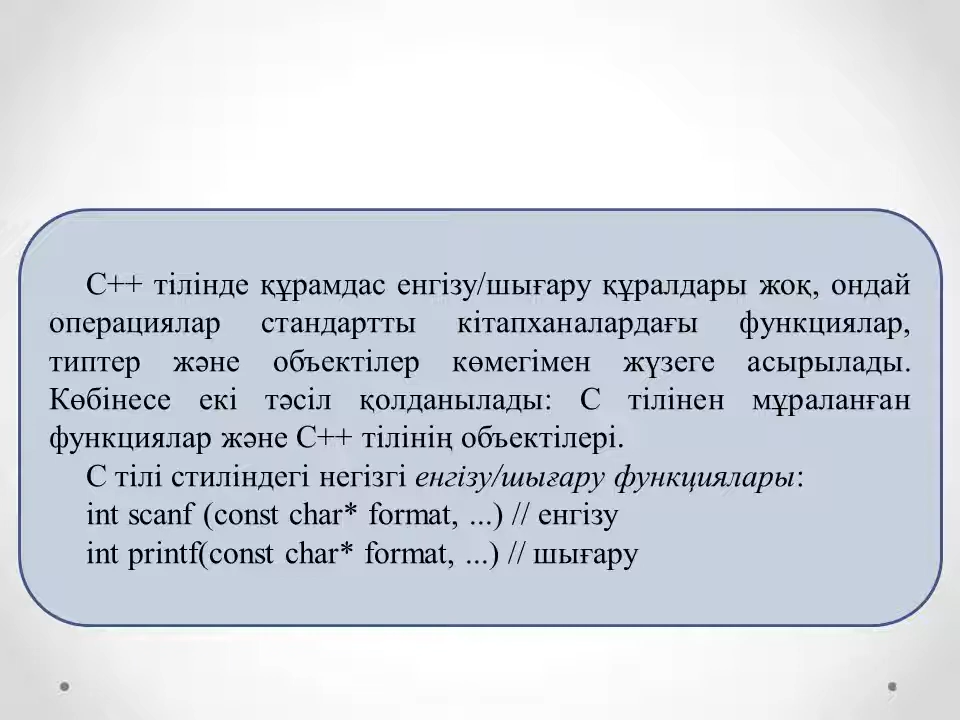 С++ тілінде құрамдас енгізу/шығару құралдары жоқ, ондай
операциялар стандартты кітапханалардағы функциялар,
типтер және объектілер көмегімен жүзеге асырылады.
Көбінесе екі тәсіл қолданылады: С тілінен мұраланған
функциялар және С++ тілінің объектілері.
С тілі стиліндегі негізгі енгізу/шығару функциялары:
int scanf (const char* format, ...) // енгізу
int printf(const char* format, ...) // шығару